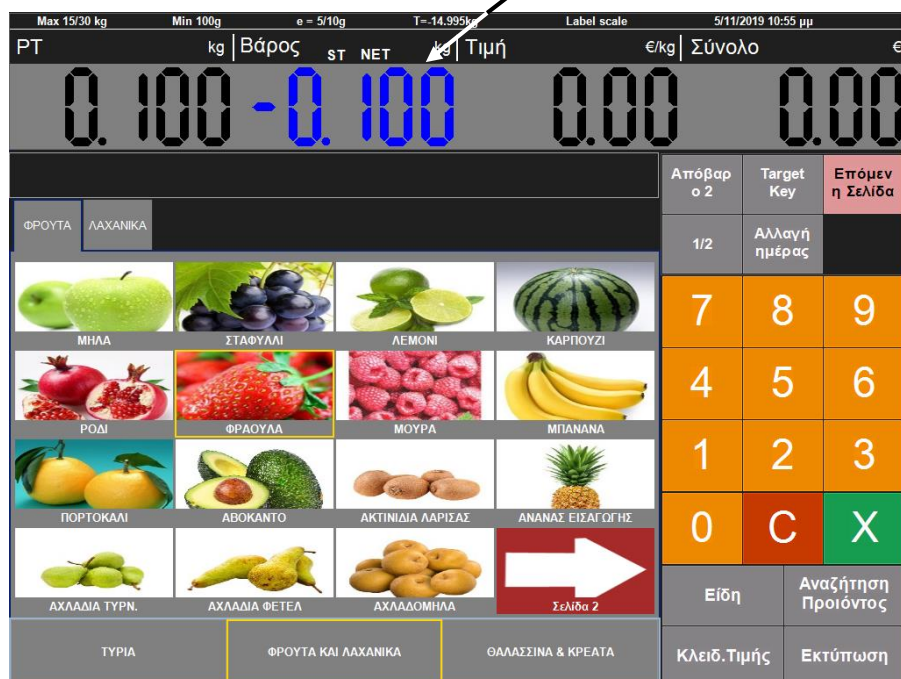 Max 15/30 kg Min 100g e = 5/10g T=-14.995kg Label scale 5/11/2019 10:55 μμ
PT kg Βάρος ST NET kg Τιμή €/kg Σύνολο €
0.100 -0.100 0.00 0.00
Απόβαρ
ο 2
Target
Key
Επόμεν
η Σελίδα
ΦΡΟΥΤΑ ΛΑΧΑΝΙΚΑ
1/2
Αλλαγή
ημέρας
ΜΗΛΑ ΣΤΑΦΥΛΛΙ ΛΕΜΟΝΙ ΚΑΡΠΟΥΖΙ
ΡΟΔΙ ΦΡΑΟΥΛΑ ΜΟΥΡΑ ΜΠΑΝΑΝΑ
ΠΟΡΤΟΚΑΛΙ ΑΒΟΚΑΝΤΟ ΑΚΤΙΝΙΔΙΑ ΛΑΡΙΣΑΣ ΑΝΑΝΑΣ ΕΙΣΑΓΩΓΗΣ
ΑΧΛΑΔΙΑ ΤΥΡΝ. ΑΧΛΑΔΙΑ ΦΕΤΕΛ ΑΧΛΑΔΟΜΗΛΑ Σελίδα 2
ΤΥΡΙΑ ΦΡΟΥΤΑ ΚΑΙ ΛΑΧΑΝΙΚΑ ΘΑΛΑΣΣΙΝΑ & ΚΡΕΑΤΑ
7 8 9
4 5 6
1 2 3
0 C X
Είδη
Αναζήτηση
Προιόντος
Κλειδ.Τιμής Εκτύπωση